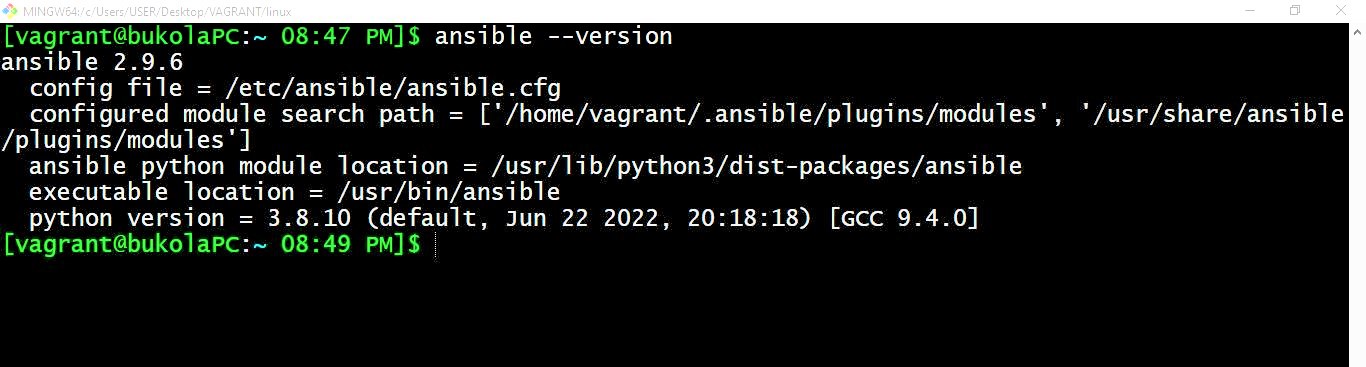 MINGW64:/c/Users/USER/Desktop/VAGRANT/linux
[vagrant@bukolaPC:~ 08:47 PM]$ ansible --version
ansible 2.9.6
  config file = /etc/ansible/ansible.cfg
  configured module search path = ['/home/vagrant/.ansible/plugins/modules', '/usr/share/ansible
/plugins/modules']
  ansible python module location = /usr/lib/python3/dist-packages/ansible
  executable location = /usr/bin/ansible
  python version = 3.8.10 (default, Jun 22 2022, 20:18:18) [GCC 9.4.0]
[vagrant@bukolaPC:~ 08:49 PM]$